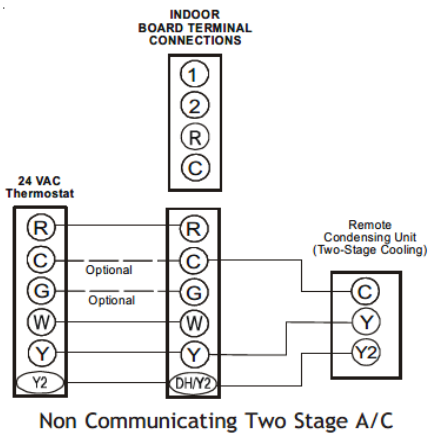 INDOOR
BOARD TERMINAL
CONNECTIONS
1
2
R
C
24 VAC
Thermostat
R
C
G
W
Y
Y2
Optional
Optional
R
C
G
W
Y
DH/Y2
Remote
Condensing Unit
(Two-Stage Cooling)
C
Y
Y2
Non Communicating Two Stage A/C